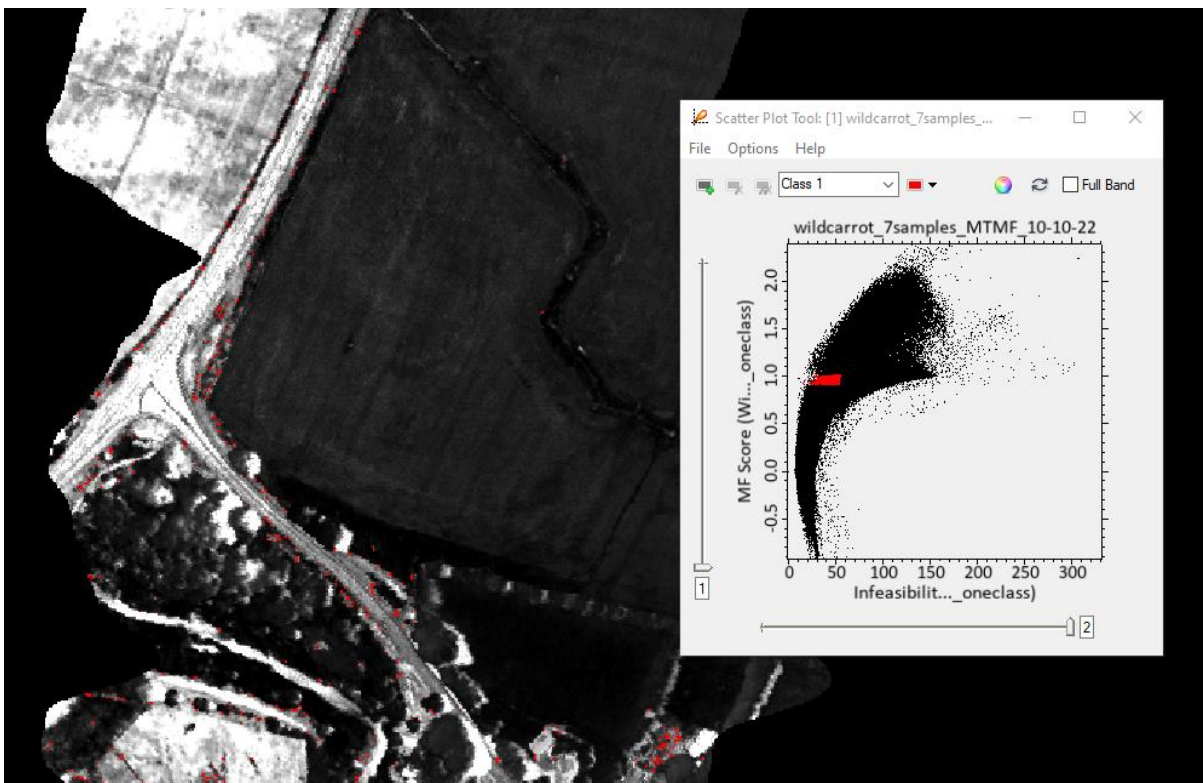 Scatter Plot Tool: [1] wildcarrot_7samples_...
File Options Help
Class 1 Full Band
wildcarrot_7samples_MTMF_10-10-22
MF Score (Wi..._oneclass)
2.0
1.5
1.0
0.5
0.0
-0.5
0 50 100 150 200 250 300
Infeasibilit..._oneclass)
1
2